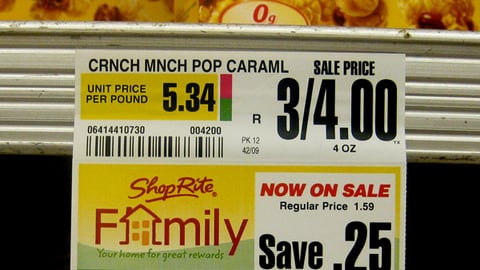 0g
CRNCH MNCH POP CARAML
SALE PRICE
UNIT PRICE
PER POUND
5.34
R
3/4.00
TX
4 OZ
06414410730
004200
PK 12
42/09
ShopRite®
Family
Your home for great rewards
NOW ON SALE
Regular Price 1.59
Save .25